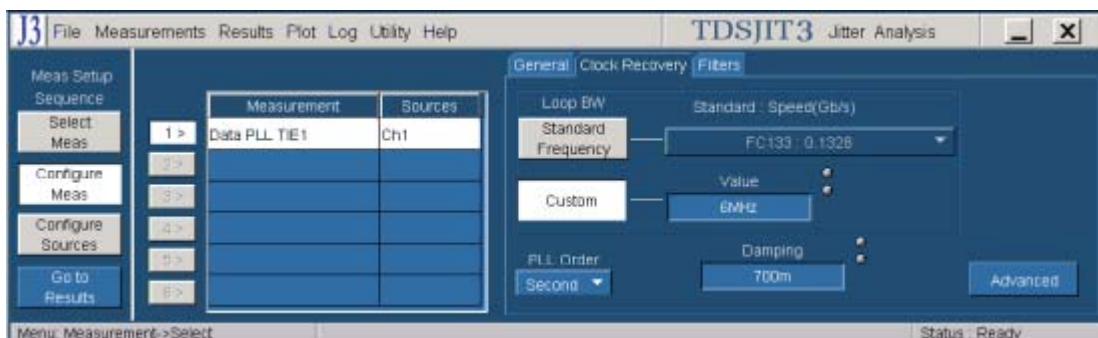 J3 File Measurements Results Plot Log Utility Help TDSJIT3 Jitter Analysis
Meas Setup
Sequence
Select
Meas
Configure
Meas
Configure
Sources
Go to
Results
Measurement Sources
1 > Data PLL TIE1 Ch1
2 >
3 >
4 >
5 >
6 >
General Clock Recovery Filters
Loop BW
Standard : Speed(Gb/s)
Standard
Frequency
FC133 : 0.1328
Custom
Value
6MHz
PLL Order
Second
Damping
700m
Advanced
Menu: Measurement->Select
Status : Ready